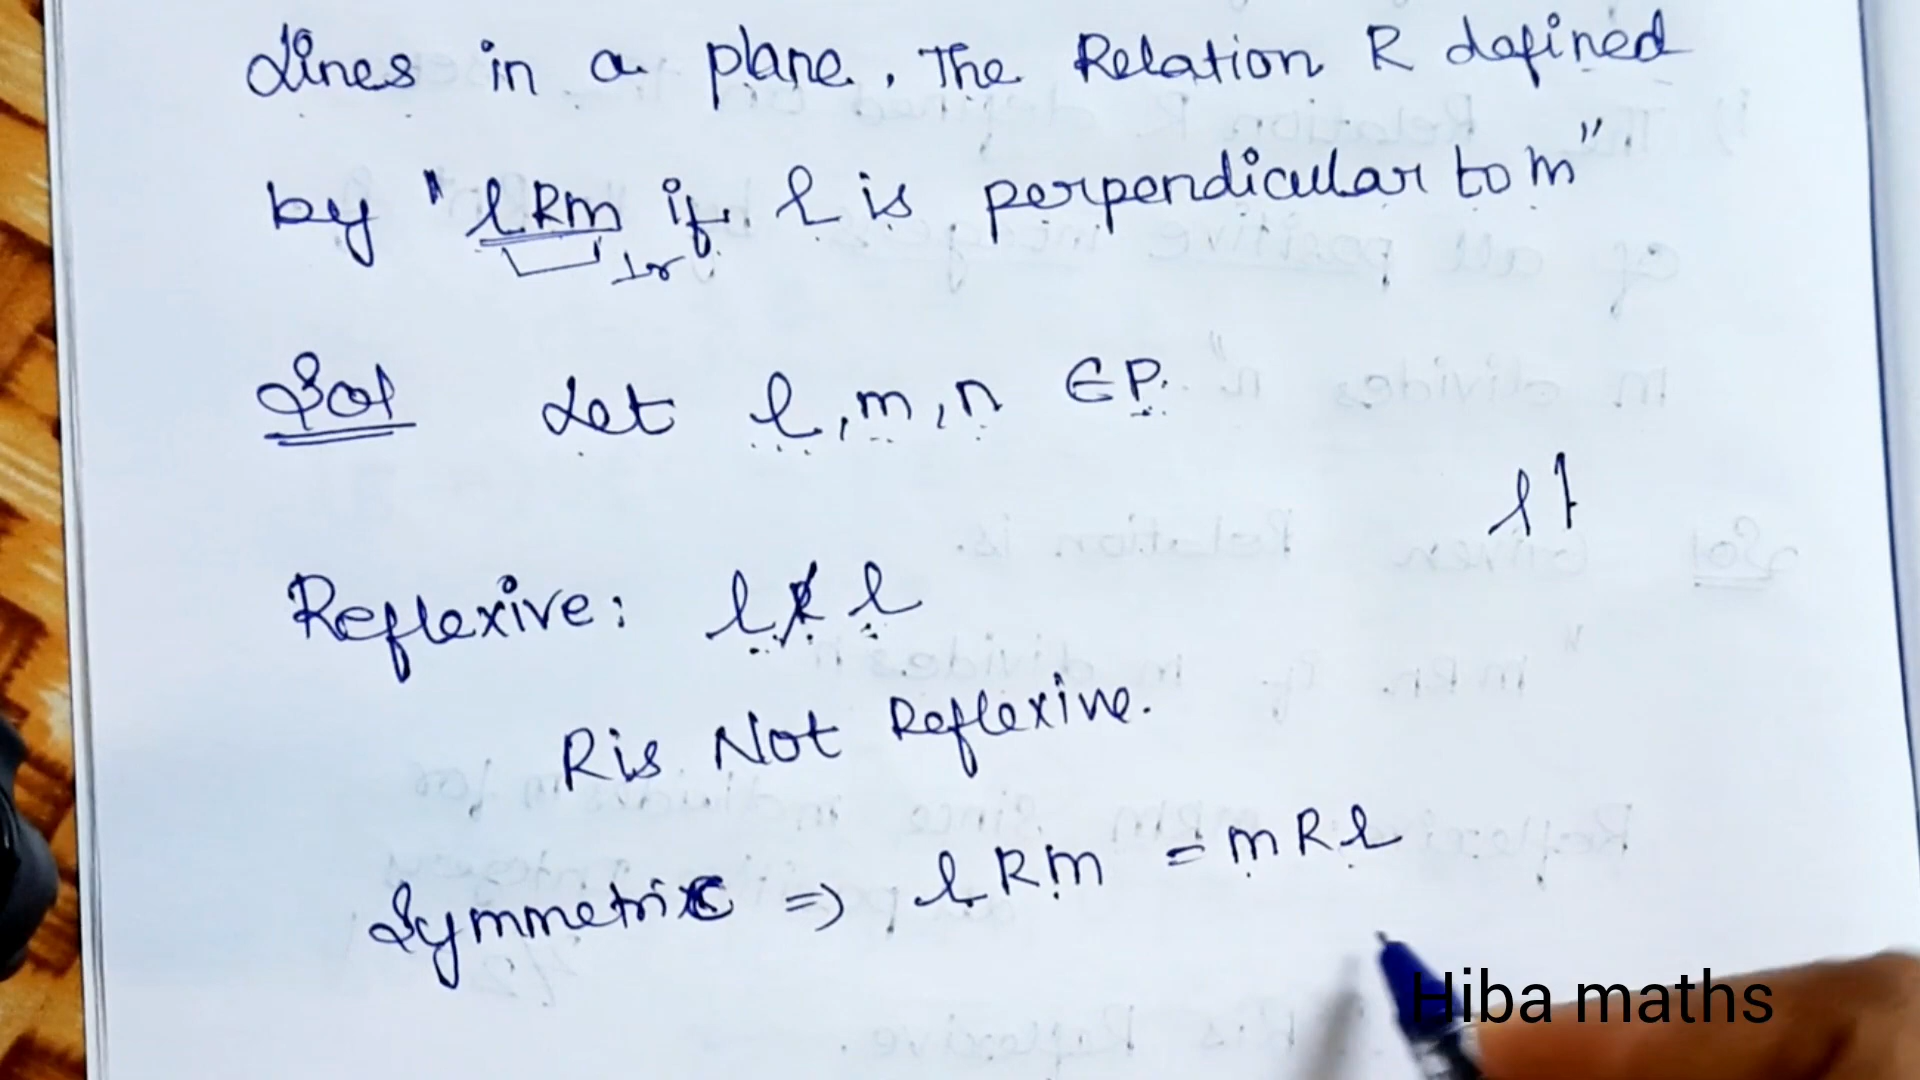 Lines in a plane. The Relation R defined
by "lRm if l is perpendicular to m"
⊥r
Sol Let l, m, n ∈ P.
Reflexive: l R̸ l
R is Not Reflexive.
Symmetric ⇒ lRm = mRl
Hiba maths